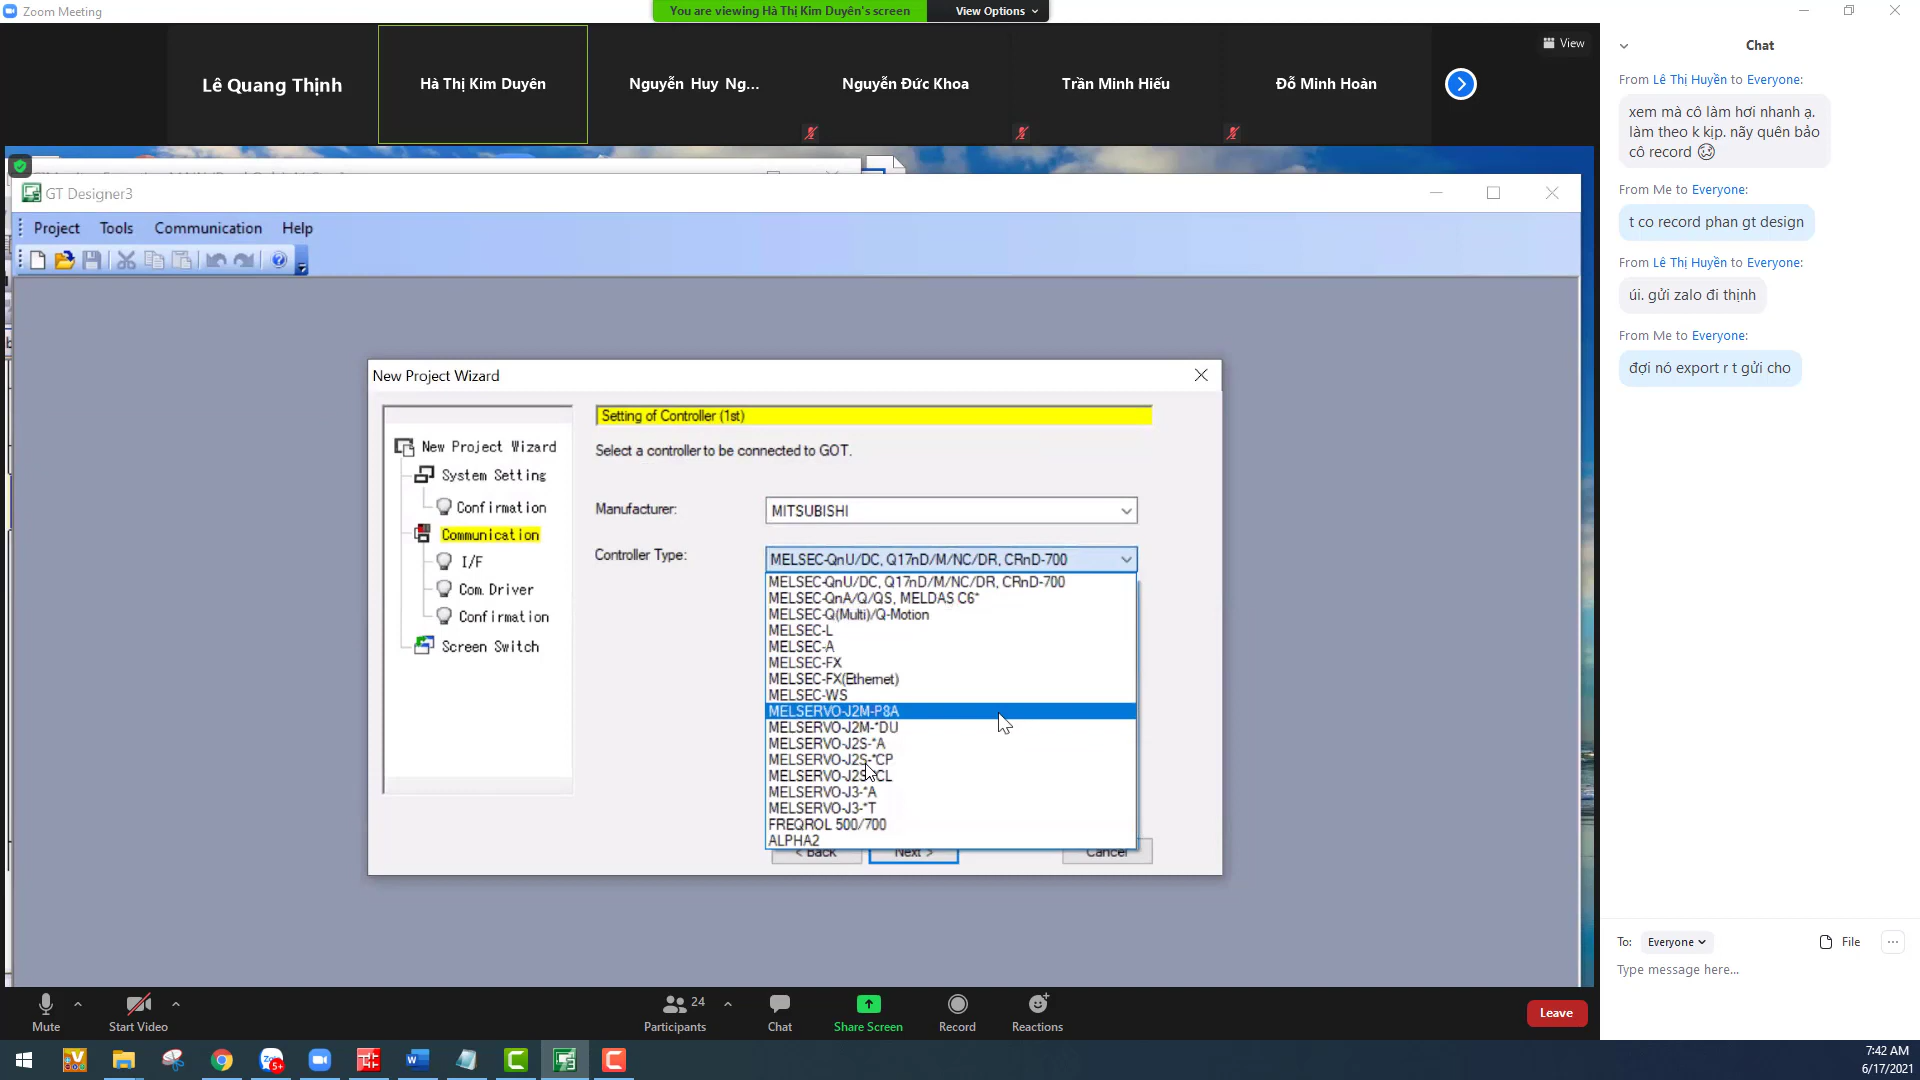 Zoom Meeting
You are viewing Hà Thị Kim Duyên's screen
View Options
Lê Quang Thịnh
Hà Thị Kim Duyên
Nguyễn Huy Ng...
Nguyễn Đức Khoa
Trần Minh Hiếu
Đỗ Minh Hoàn
View
GT Designer3
Project Tools Communication Help
New Project Wizard
New Project Wizard
System Setting
Confirmation
Communication
I/F
Com. Driver
Confirmation
Screen Switch
Setting of Controller (1st)
Select a controller to be connected to GOT.
Manufacturer:
MITSUBISHI
Controller Type:
MELSEC-QnU/DC, Q17nD/M/NC/DR, CRnD-700
MELSEC-QnU/DC, Q17nD/M/NC/DR, CRnD-700
MELSEC-QnA/Q/QS, MELDAS C6*
MELSEC-Q(Multi)/Q-Motion
MELSEC-L
MELSEC-A
MELSEC-FX
MELSEC-FX(Ethernet)
MELSEC-WS
MELSERVO-J2M-P8A
MELSERVO-J2M-*DU
MELSERVO-J2S-*A
MELSERVO-J2S-*CP
MELSERVO-J2S-*CL
MELSERVO-J3-*A
MELSERVO-J3-*T
FREQROL 500/700
ALPHA2
< Back
Next >
Cancel
Chat
From Lê Thị Huyền to Everyone:
xem mà cô làm hơi nhanh ạ.
làm theo k kịp. nãy quên bảo
cô record
From Me to Everyone:
t co record phan gt design
From Lê Thị Huyền to Everyone:
úi. gửi zalo đi thịnh
From Me to Everyone:
đợi nó export r t gửi cho
To: Everyone
File
Type message here...
Mute
Start Video
24
Participants
Chat
Share Screen
Record
Reactions
Leave
7:42 AM
6/17/2021